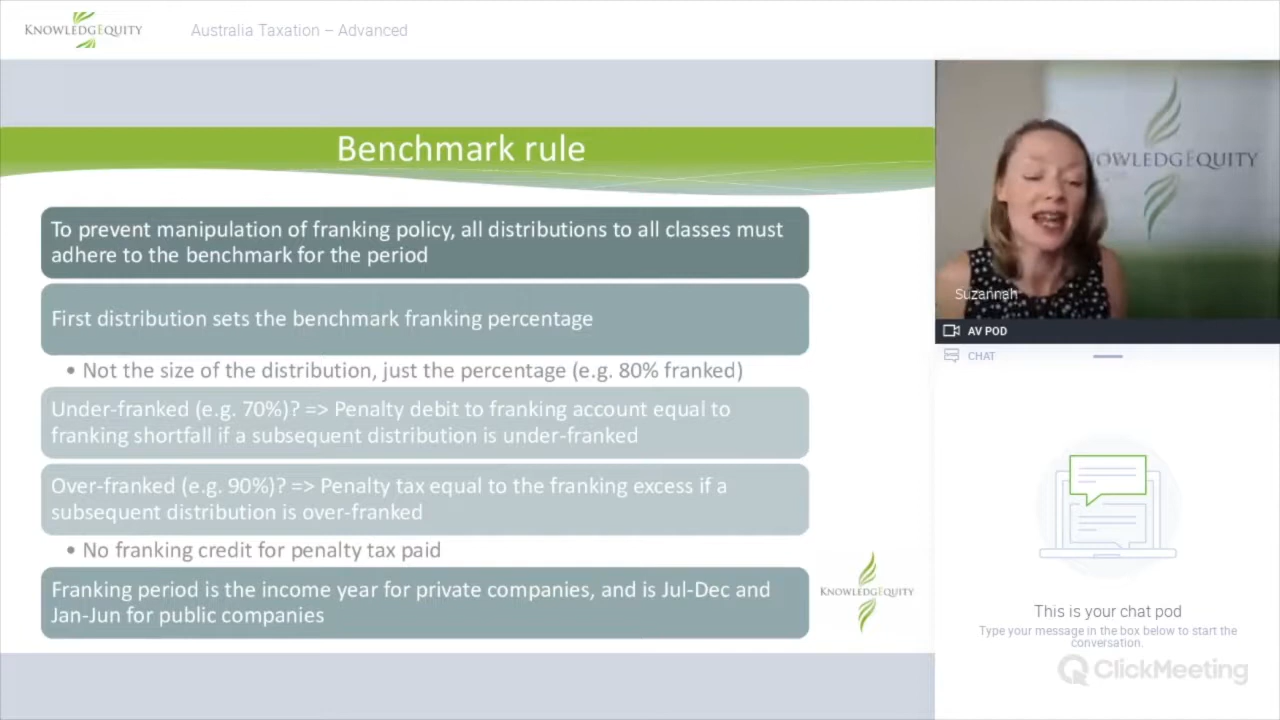 KNOWLEDGEQUITY
Australia Taxation – Advanced
Benchmark rule
To prevent manipulation of franking policy, all distributions to all classes must
adhere to the benchmark for the period
First distribution sets the benchmark franking percentage
• Not the size of the distribution, just the percentage (e.g. 80% franked)
Under-franked (e.g. 70%)? => Penalty debit to franking account equal to
franking shortfall if a subsequent distribution is under-franked
Over-franked (e.g. 90%)? => Penalty tax equal to the franking excess if a
subsequent distribution is over-franked
• No franking credit for penalty tax paid
Franking period is the income year for private companies, and is Jul-Dec and
Jan-Jun for public companies
KNOWLEDGEQUITY
NOWLEDGEQUITY
Suzannah
AV POD
CHAT
This is your chat pod
Type your message in the box below to start the
conversation.
ClickMeeting